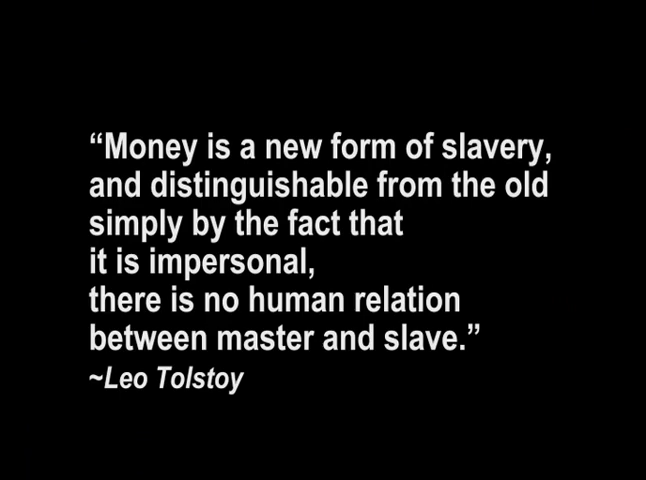 “Money is a new form of slavery,
and distinguishable from the old
simply by the fact that
it is impersonal,
there is no human relation
between master and slave.”
~Leo Tolstoy